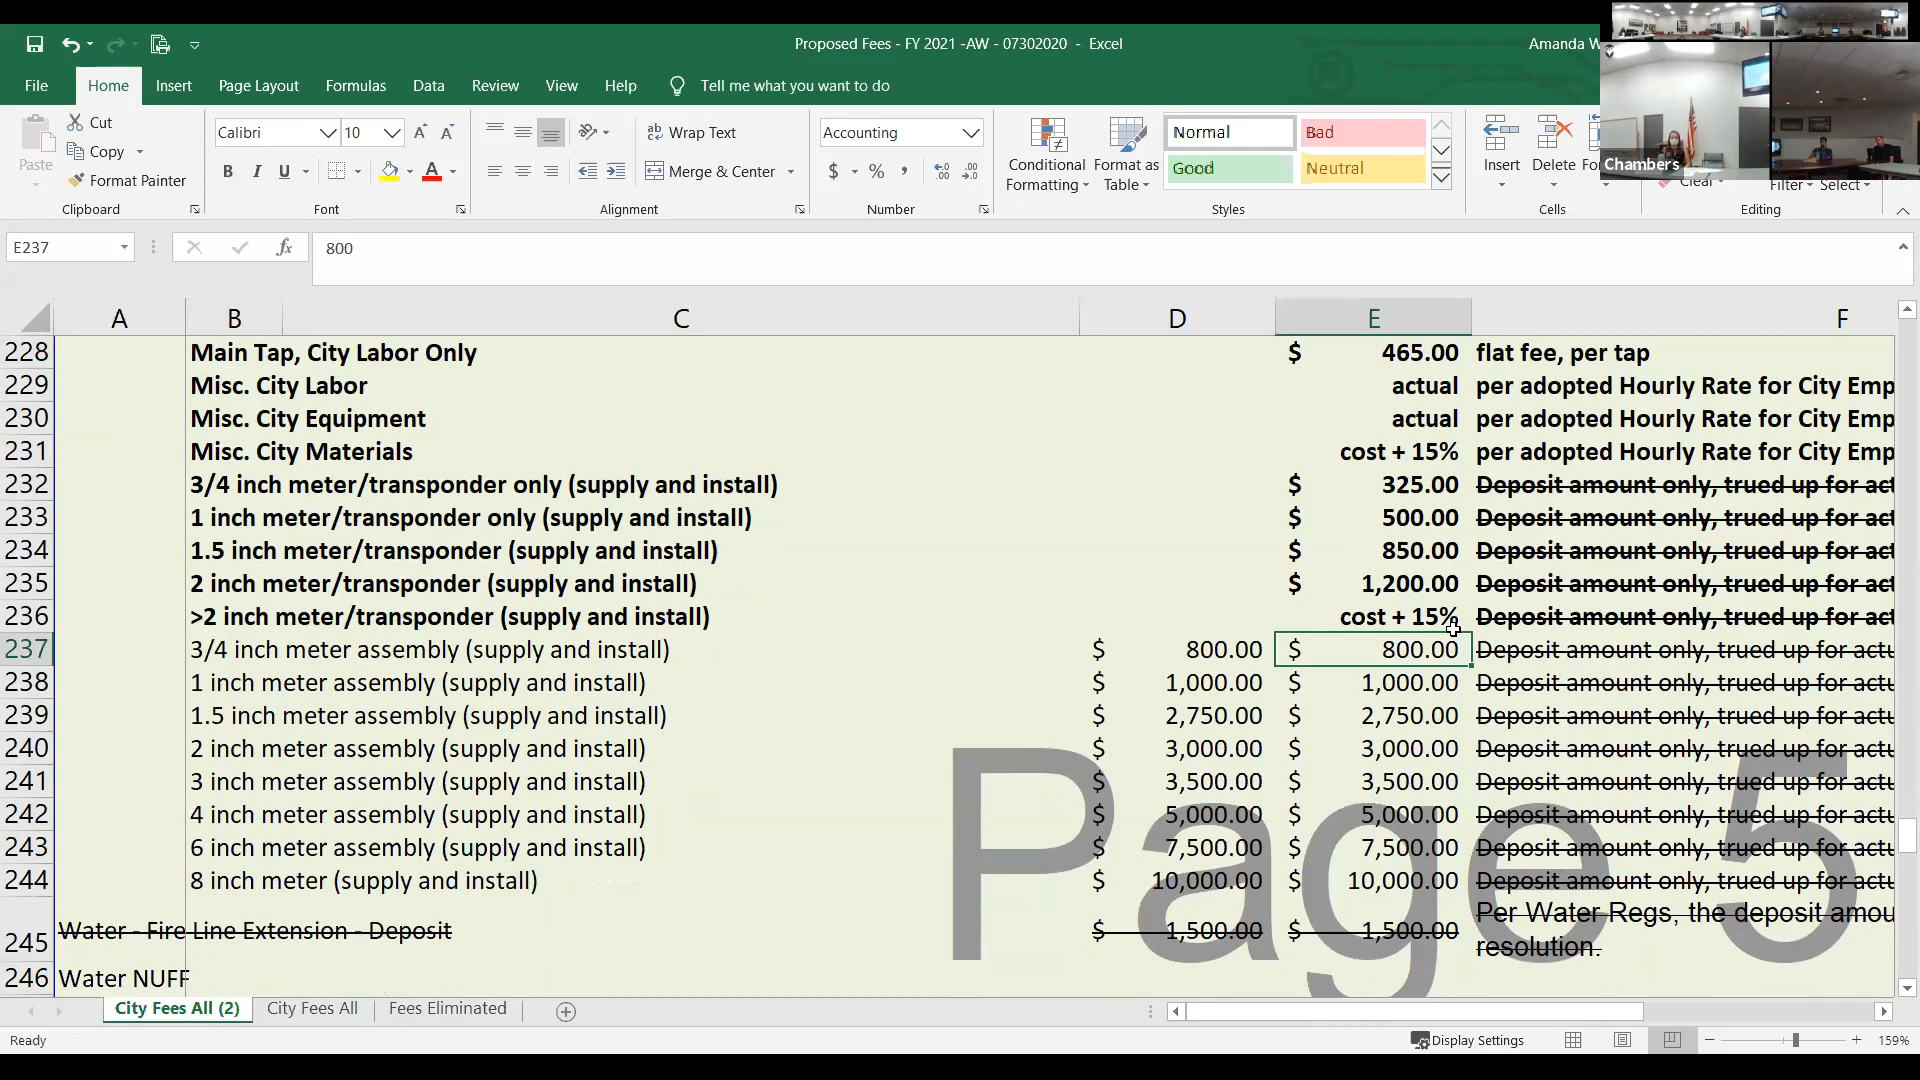 Proposed Fees - FY 2021 -AW - 07302020 - Excel
Amanda W
File Home Insert Page Layout Formulas Data Review View Help Tell me what you want to do
Paste
Cut
Copy
Format Painter
Clipboard
Calibri 10
B I U
Font
Wrap Text
Merge & Center
Alignment
Accounting
$ % ,
Number
Conditional
Formatting
Format as
Table
Normal Bad
Good Neutral
Styles
Insert Delete
Cells
Clear
Filter Select
Editing
Chambers
E237 fx 800
A B C D E F
228 Main Tap, City Labor Only $ 465.00 flat fee, per tap
229 Misc. City Labor actual per adopted Hourly Rate for City Emp
230 Misc. City Equipment actual per adopted Hourly Rate for City Emp
231 Misc. City Materials cost + 15% per adopted Hourly Rate for City Emp
232 3/4 inch meter/transponder only (supply and install) $ 325.00 Deposit amount only, trued up for act
233 1 inch meter/transponder only (supply and install) $ 500.00 Deposit amount only, trued up for act
234 1.5 inch meter/transponder (supply and install) $ 850.00 Deposit amount only, trued up for act
235 2 inch meter/transponder (supply and install) $ 1,200.00 Deposit amount only, trued up for act
236 >2 inch meter/transponder (supply and install) cost + 15% Deposit amount only, trued up for act
237 3/4 inch meter assembly (supply and install) $ 800.00 $ 800.00 Deposit amount only, trued up for actu
238 1 inch meter assembly (supply and install) $ 1,000.00 $ 1,000.00 Deposit amount only, trued up for actu
239 1.5 inch meter assembly (supply and install) $ 2,750.00 $ 2,750.00 Deposit amount only, trued up for actu
240 2 inch meter assembly (supply and install) $ 3,000.00 $ 3,000.00 Deposit amount only, trued up for actu
241 3 inch meter assembly (supply and install) $ 3,500.00 $ 3,500.00 Deposit amount only, trued up for actu
242 4 inch meter assembly (supply and install) $ 5,000.00 $ 5,000.00 Deposit amount only, trued up for actu
243 6 inch meter assembly (supply and install) $ 7,500.00 $ 7,500.00 Deposit amount only, trued up for actu
244 8 inch meter (supply and install) $ 10,000.00 $ 10,000.00 Deposit amount only, trued up for actu
245 Water - Fire Line Extension - Deposit $ 1,500.00 $ 1,500.00 Per Water Regs, the deposit amou
resolution.
246 Water NUFF
Page 5
City Fees All (2) City Fees All Fees Eliminated
Ready Display Settings 159%